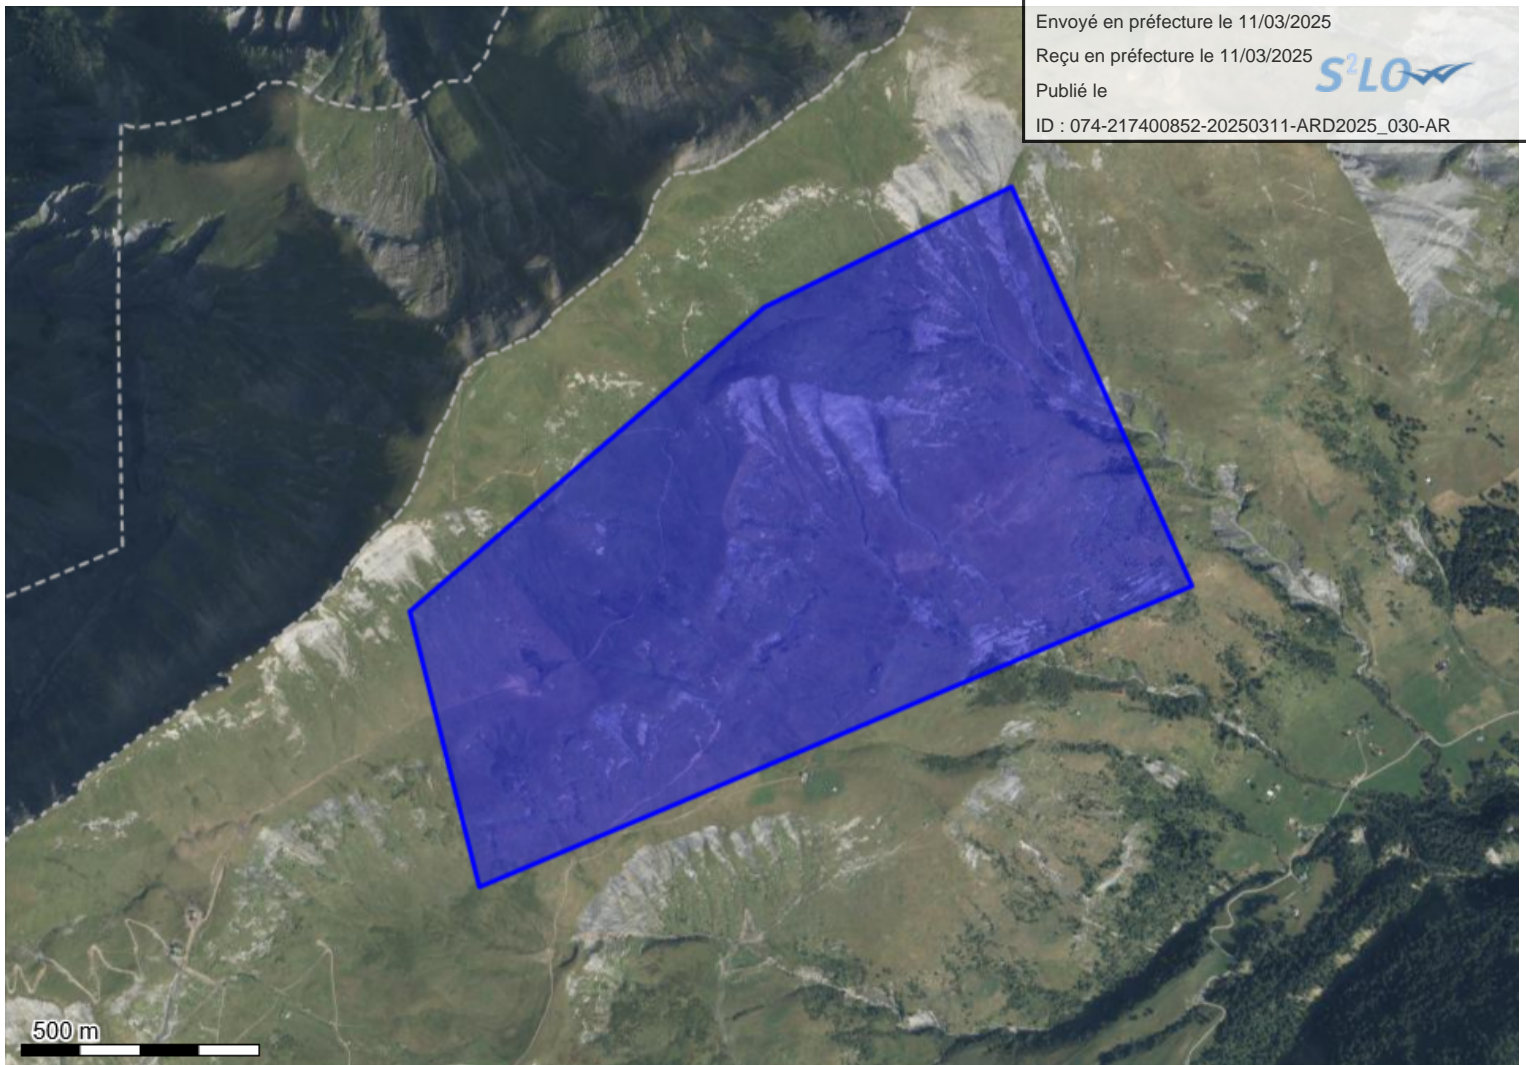 Envoyé en préfecture le 11/03/2025
Reçu en préfecture le 11/03/2025
S²LOW
Publié le
ID : 074-217400852-20250311-ARD2025_030-AR
500 m